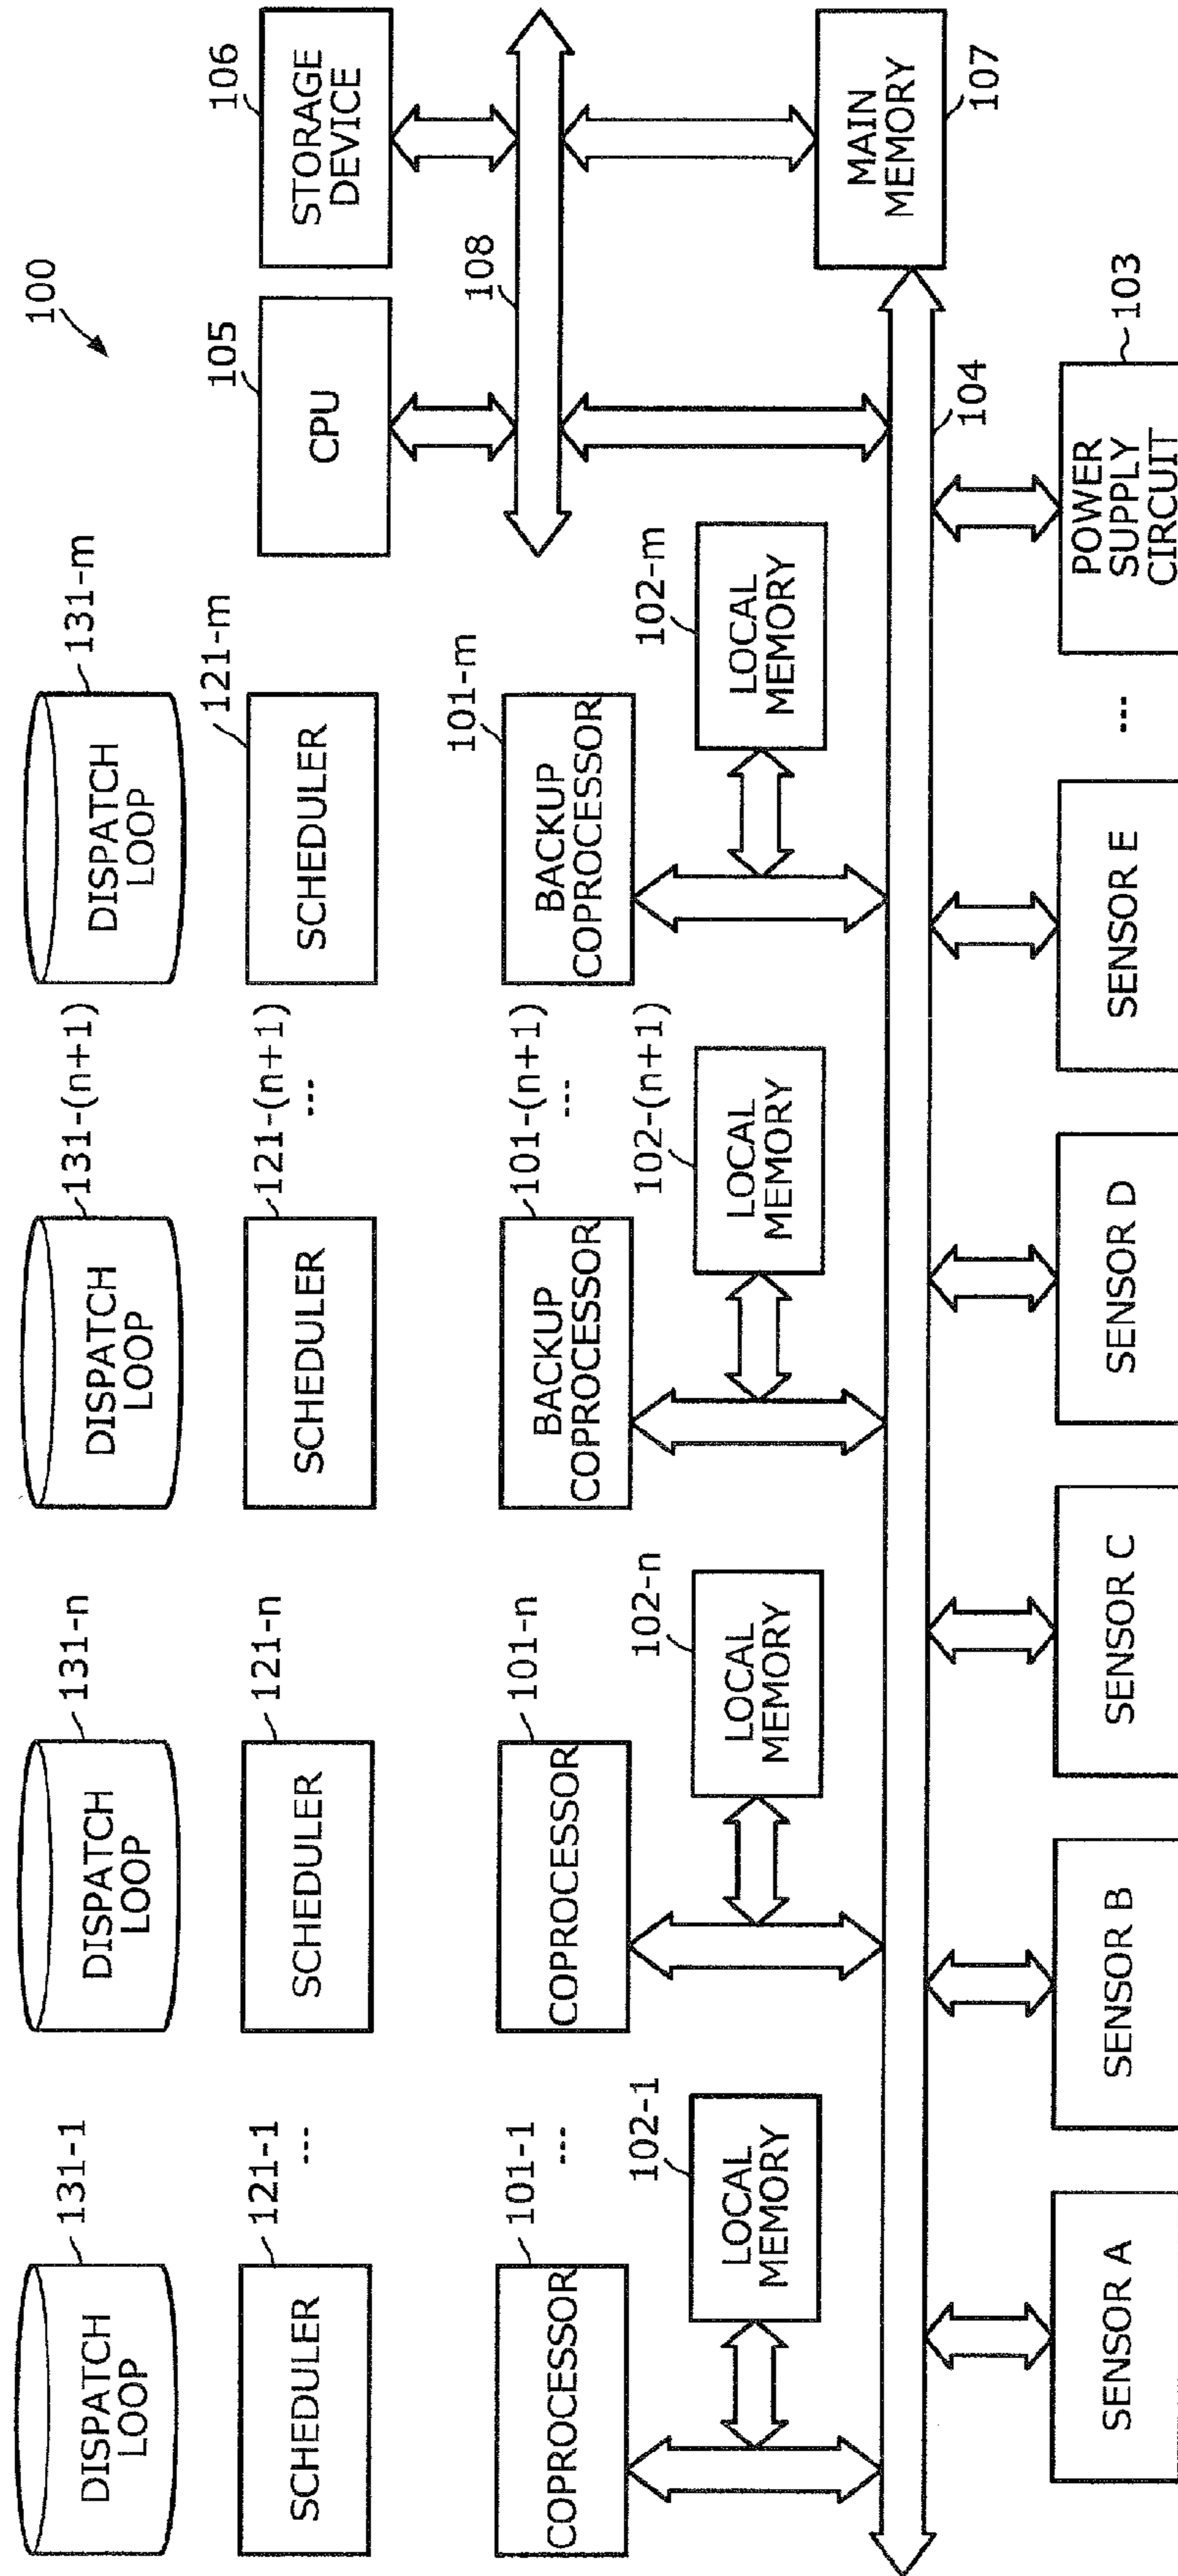 100
131-1
DISPATCH
LOOP
131-n
DISPATCH
LOOP
131-(n+1)
DISPATCH
LOOP
131-m
DISPATCH
LOOP
105
CPU
106
STORAGE
DEVICE
121-1
---
SCHEDULER
121-n
SCHEDULER
121-(n+1)
---
SCHEDULER
121-m
SCHEDULER
108
101-1
---
COPROCESSOR
101-n
COPROCESSOR
101-(n+1)
---
BACKUP
COPROCESSOR
101-m
BACKUP
COPROCESSOR
102-1
LOCAL
MEMORY
102-n
LOCAL
MEMORY
102-(n+1)
LOCAL
MEMORY
102-m
LOCAL
MEMORY
MAIN
MEMORY
107
104
SENSOR A
SENSOR B
SENSOR C
SENSOR D
SENSOR E
---
POWER
SUPPLY
CIRCUIT
103